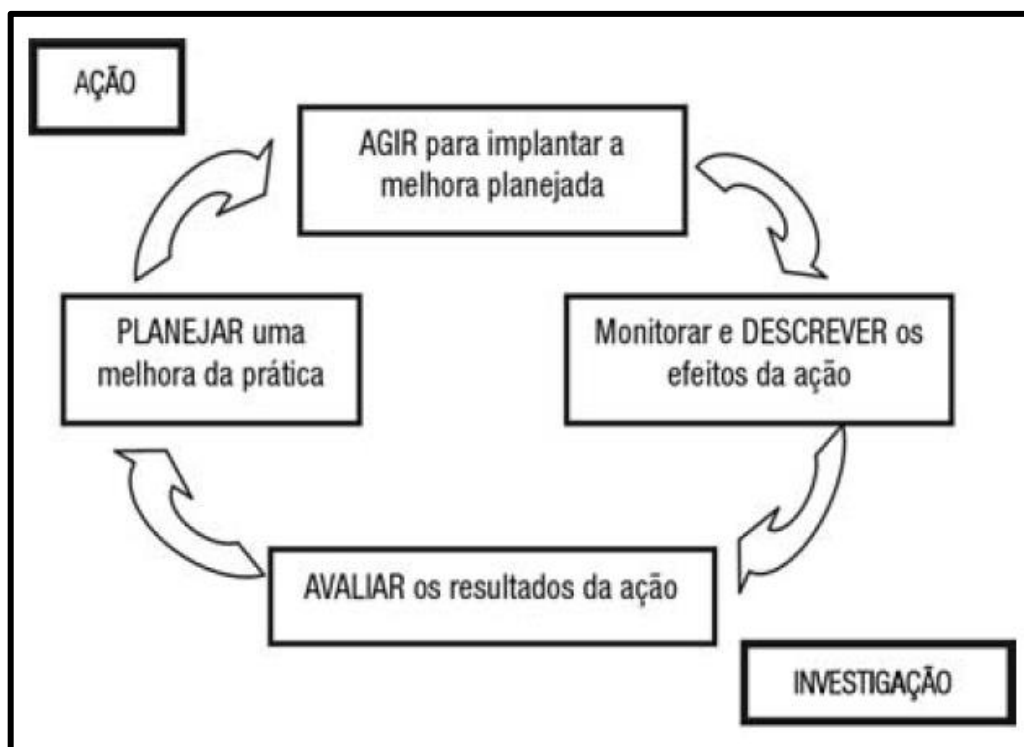 AÇÃO
AGIR para implantar a
melhora planejada
PLANEJAR uma
melhora da prática
Monitorar e DESCREVER os
efeitos da ação
AVALIAR os resultados da ação
INVESTIGAÇÃO